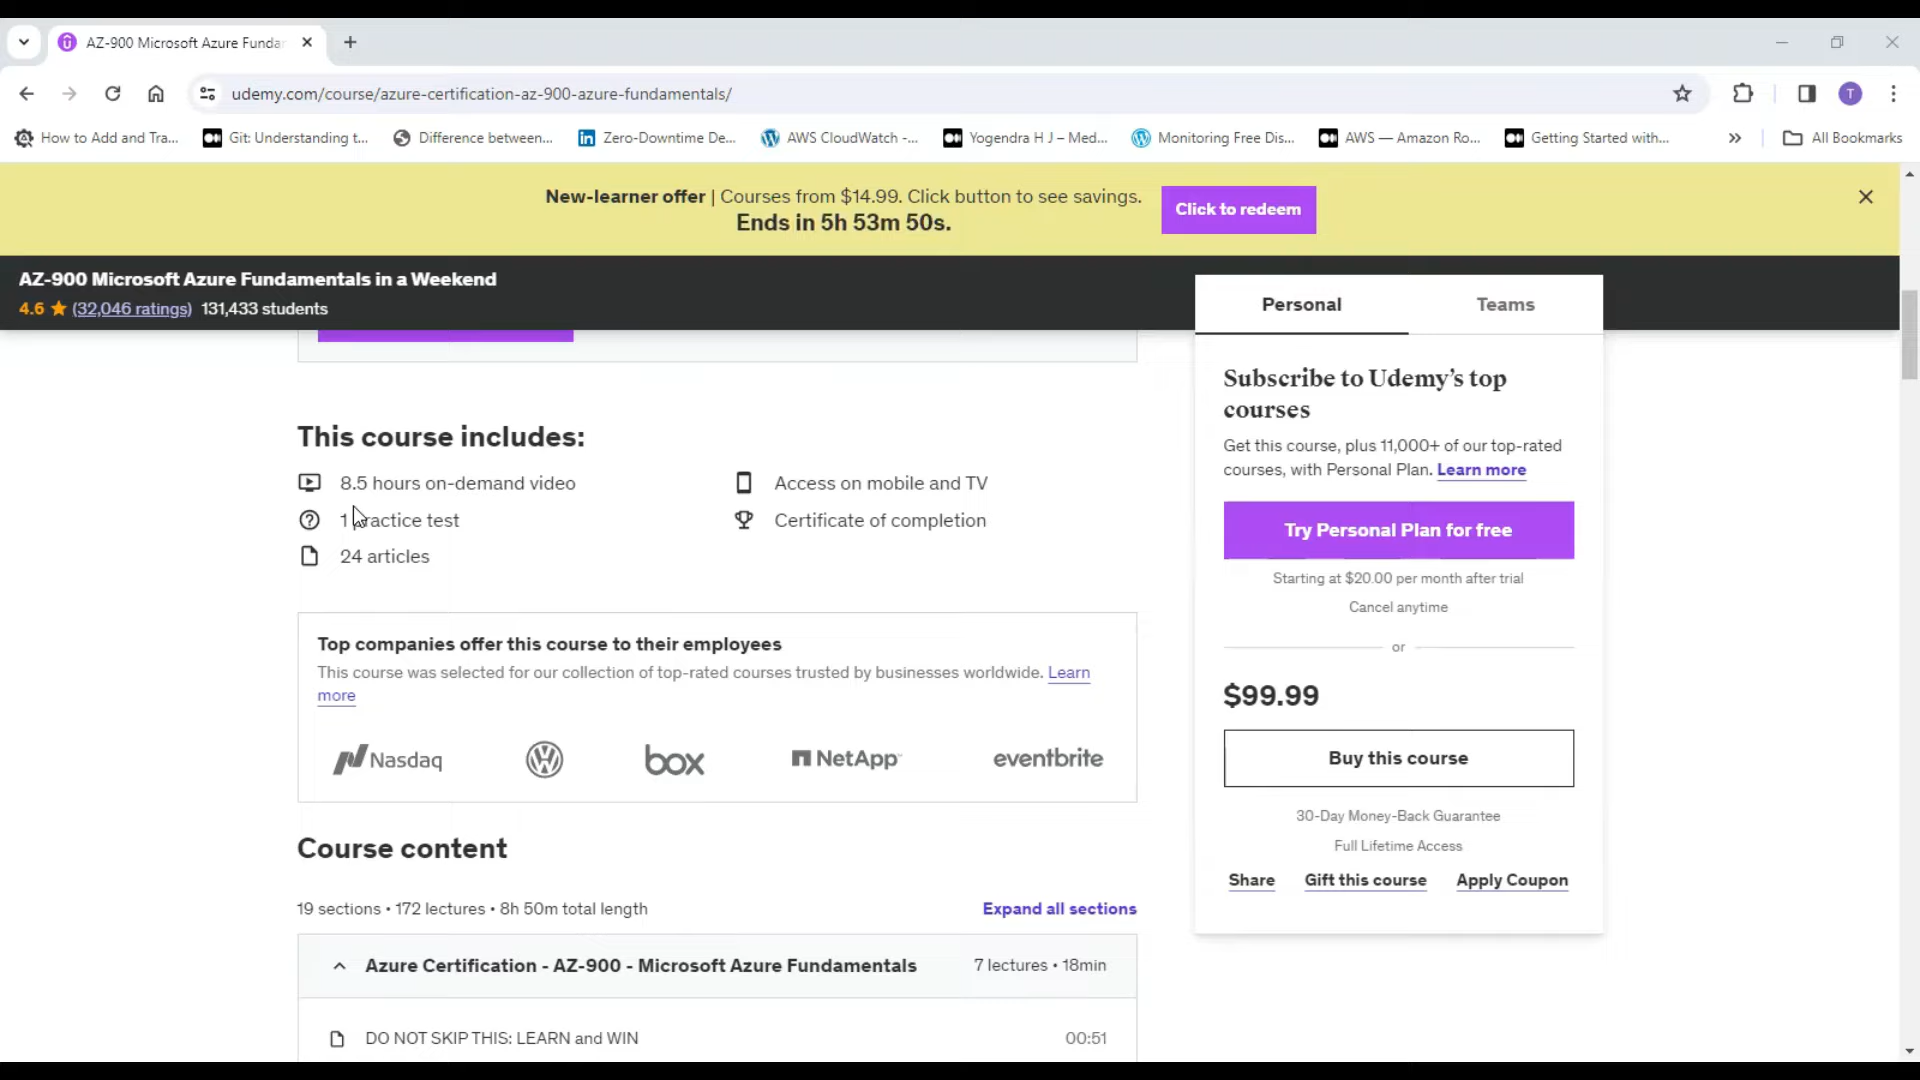 AZ-900 Microsoft Azure Funda
udemy.com/course/azure-certification-az-900-azure-fundamentals/
T
How to Add and Tra...
Git: Understanding t...
Difference between...
in
Zero-Downtime De...
AWS CloudWatch -...
Yogendra H J – Med...
Monitoring Free Dis...
AWS — Amazon Ro...
Getting Started with...
All Bookmarks
New-learner offer | Courses from $14.99. Click button to see savings.
Ends in 5h 53m 50s.
Click to redeem
AZ-900 Microsoft Azure Fundamentals in a Weekend
4.6 (32,046 ratings) 131,433 students
Personal
Teams
Subscribe to Udemy's top
courses
Get this course, plus 11,000+ of our top-rated
courses, with Personal Plan. Learn more
Try Personal Plan for free
Starting at $20.00 per month after trial
Cancel anytime
or
$99.99
Buy this course
30-Day Money-Back Guarantee
Full Lifetime Access
Share
Gift this course
Apply Coupon
This course includes:
8.5 hours on-demand video
Access on mobile and TV
1 practice test
Certificate of completion
24 articles
Top companies offer this course to their employees
This course was selected for our collection of top-rated courses trusted by businesses worldwide. Learn
more
Nasdaq
box
NetApp
eventbrite
Course content
19 sections • 172 lectures • 8h 50m total length
Expand all sections
Azure Certification - AZ-900 - Microsoft Azure Fundamentals
7 lectures • 18min
DO NOT SKIP THIS: LEARN and WIN
00:51